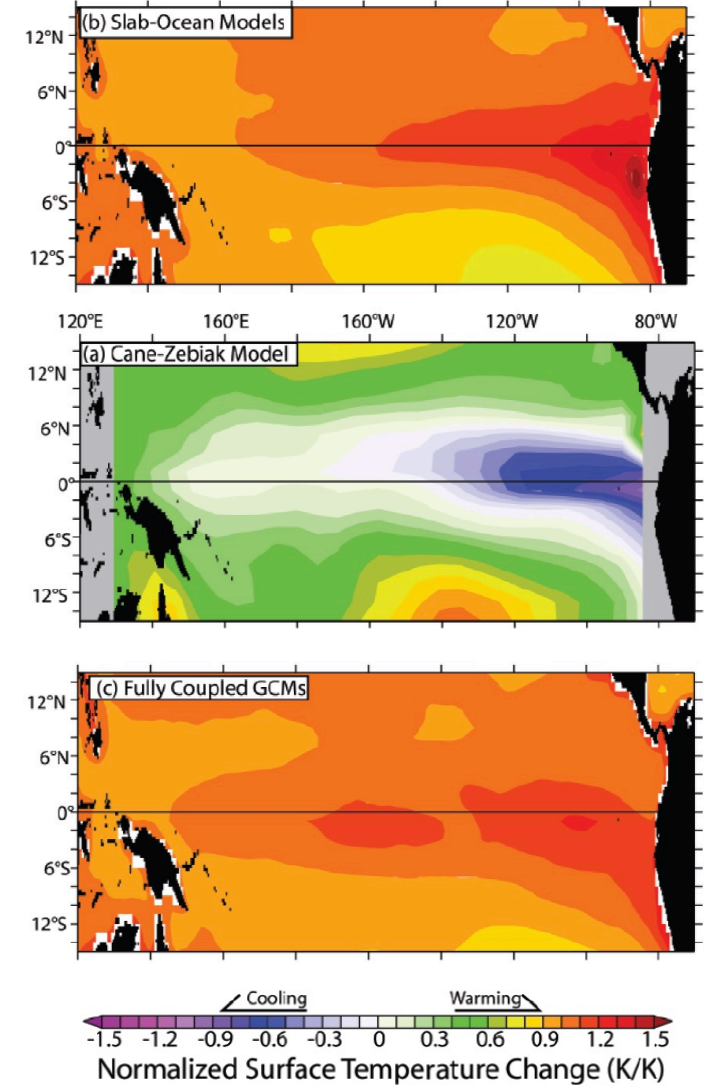 (b) Slab-Ocean Models
12°N
6°N
0°
6°S
12°S
120°E 160°E 160°W 120°W 80°W
(a) Cane-Zebiak Model
12°N
6°N
0°
6°S
12°S
(c) Fully Coupled GCMs
12°N
6°N
0°
6°S
12°S
Cooling Warming
-1.5 -1.2 -0.9 -0.6 -0.3 0 0.3 0.6 0.9 1.2 1.5
Normalized Surface Temperature Change (K/K)